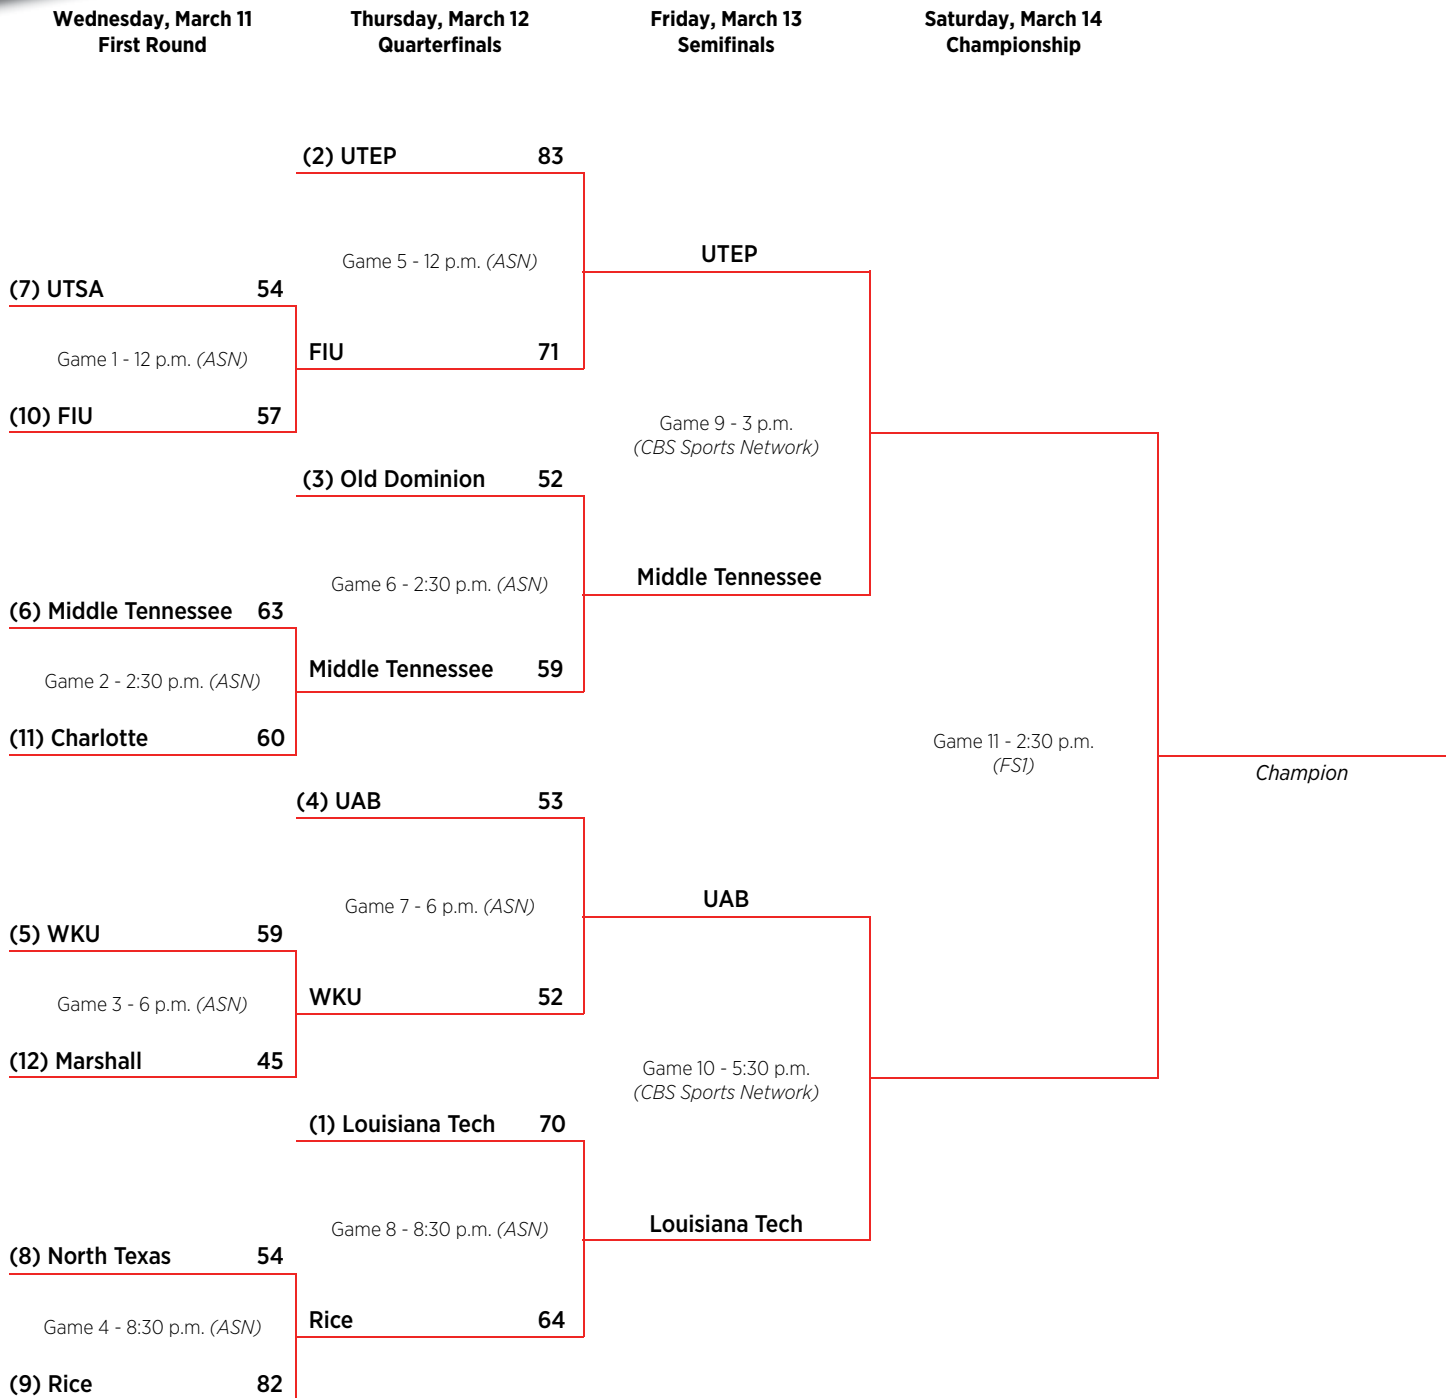 Wednesday, March 11
First Round
Thursday, March 12
Quarterfinals
Friday, March 13
Semifinals
Saturday, March 14
Championship
(2) UTEP 83
Game 5 - 12 p.m. (ASN)
UTEP
(7) UTSA 54
Game 1 - 12 p.m. (ASN)
FIU 71
(10) FIU 57
Game 9 - 3 p.m.
(CBS Sports Network)
(3) Old Dominion 52
Game 6 - 2:30 p.m. (ASN)
Middle Tennessee
(6) Middle Tennessee 63
Game 2 - 2:30 p.m. (ASN)
Middle Tennessee 59
(11) Charlotte 60
Game 11 - 2:30 p.m.
(FS1)
Champion
(4) UAB 53
Game 7 - 6 p.m. (ASN)
UAB
(5) WKU 59
Game 3 - 6 p.m. (ASN)
WKU 52
(12) Marshall 45
Game 10 - 5:30 p.m.
(CBS Sports Network)
(1) Louisiana Tech 70
Game 8 - 8:30 p.m. (ASN)
Louisiana Tech
(8) North Texas 54
Game 4 - 8:30 p.m. (ASN)
Rice 64
(9) Rice 82